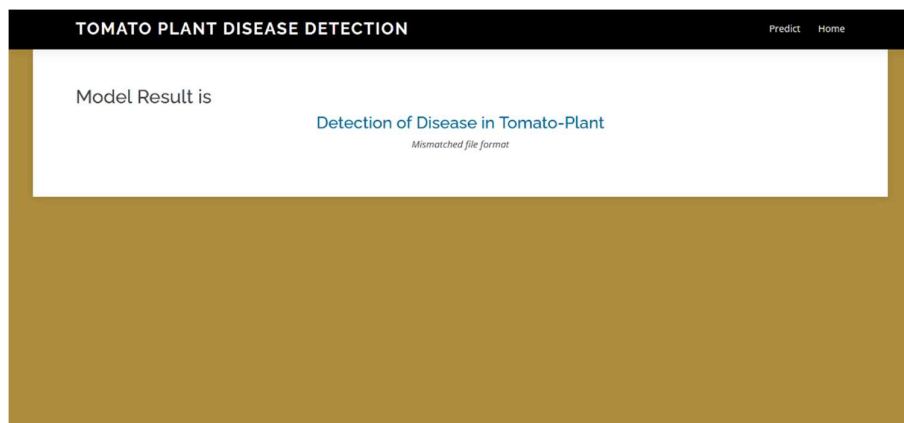 TOMATO PLANT DISEASE DETECTION
Predict Home
Model Result is
Detection of Disease in Tomato-Plant
Mismatched file format